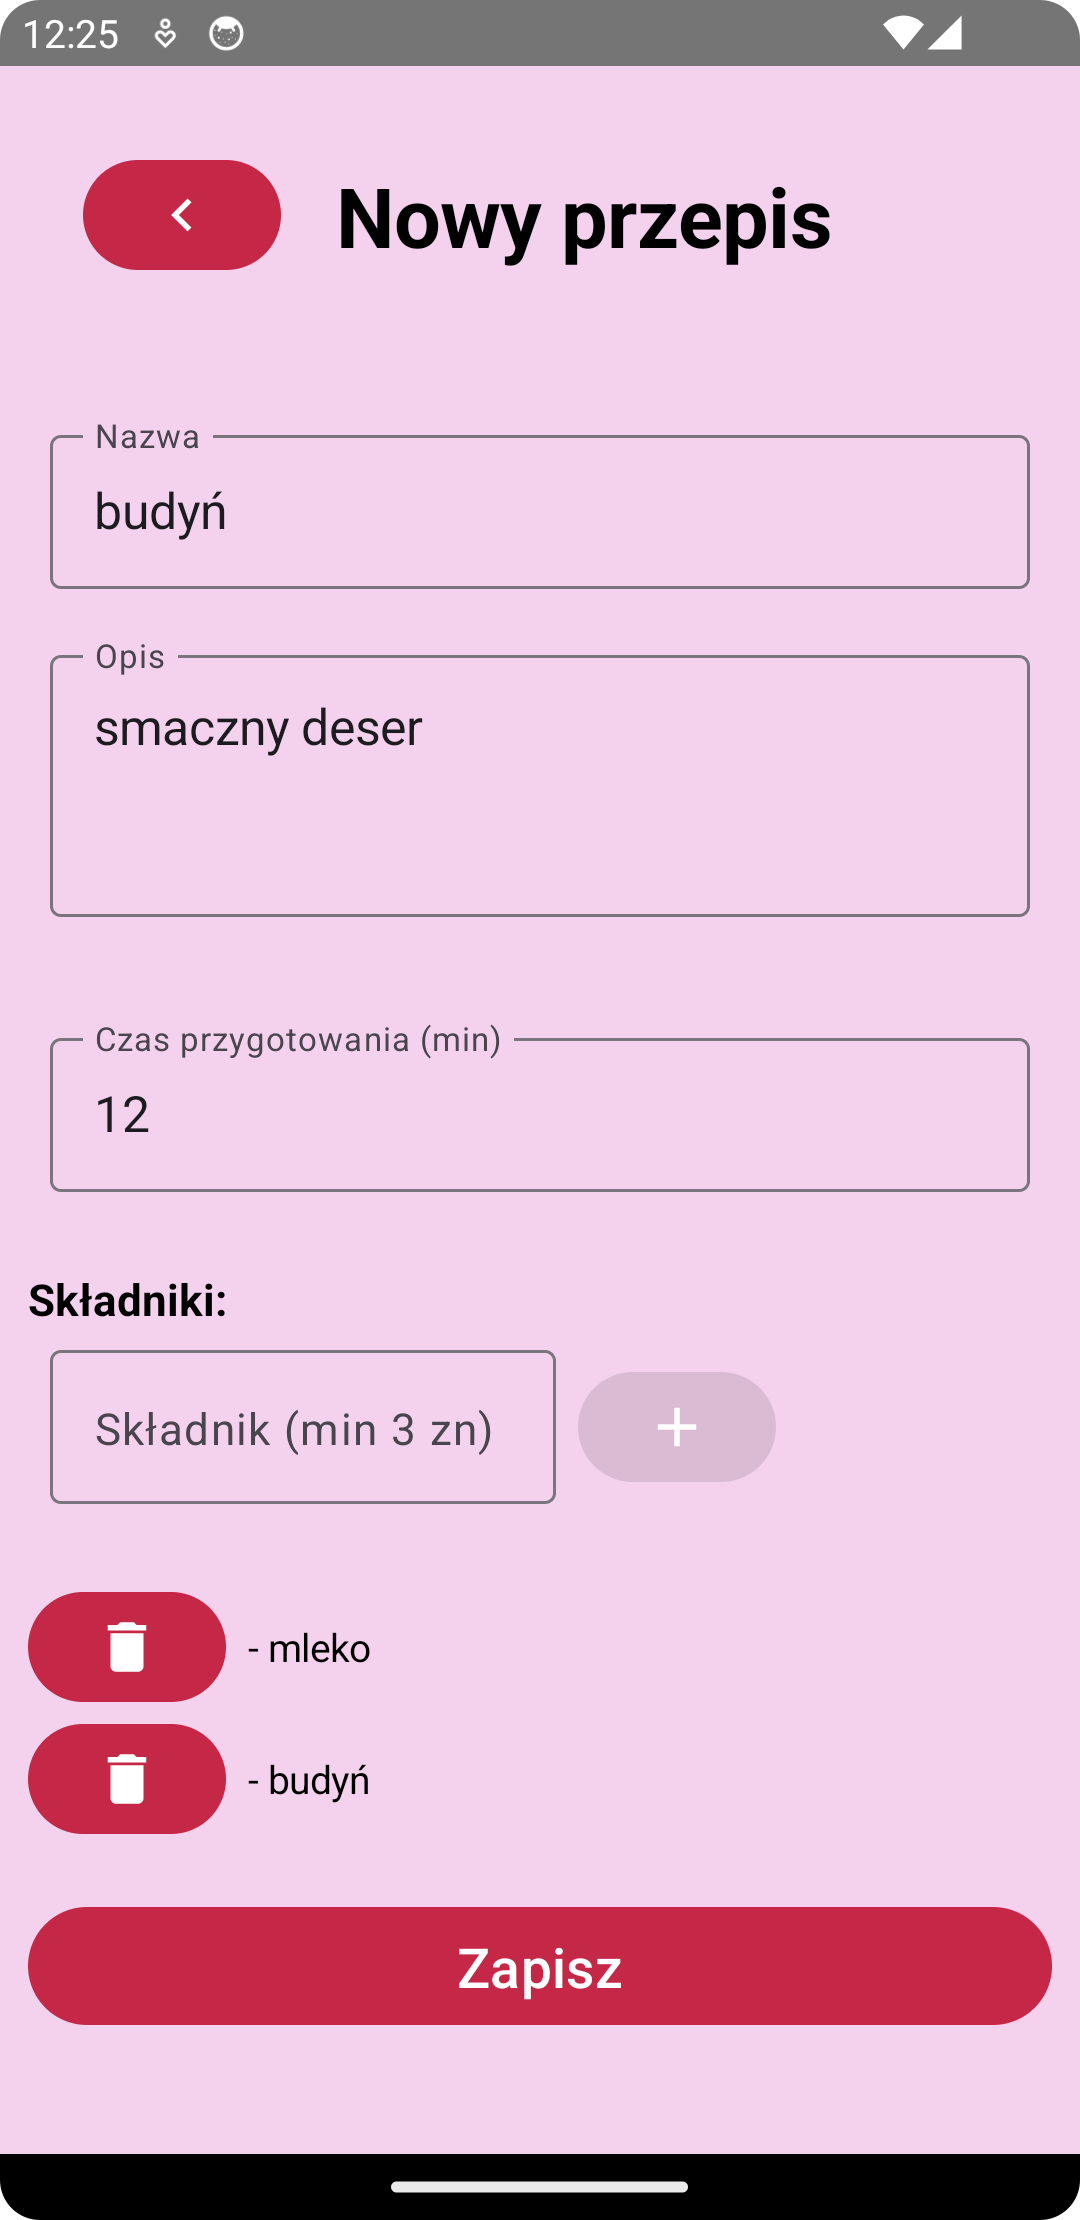 12:25
Nowy przepis
Nazwa
budyń
Opis
smaczny deser
Czas przygotowania (min)
12
Składniki:
Składnik (min 3 zn)
- mleko
- budyń
Zapisz